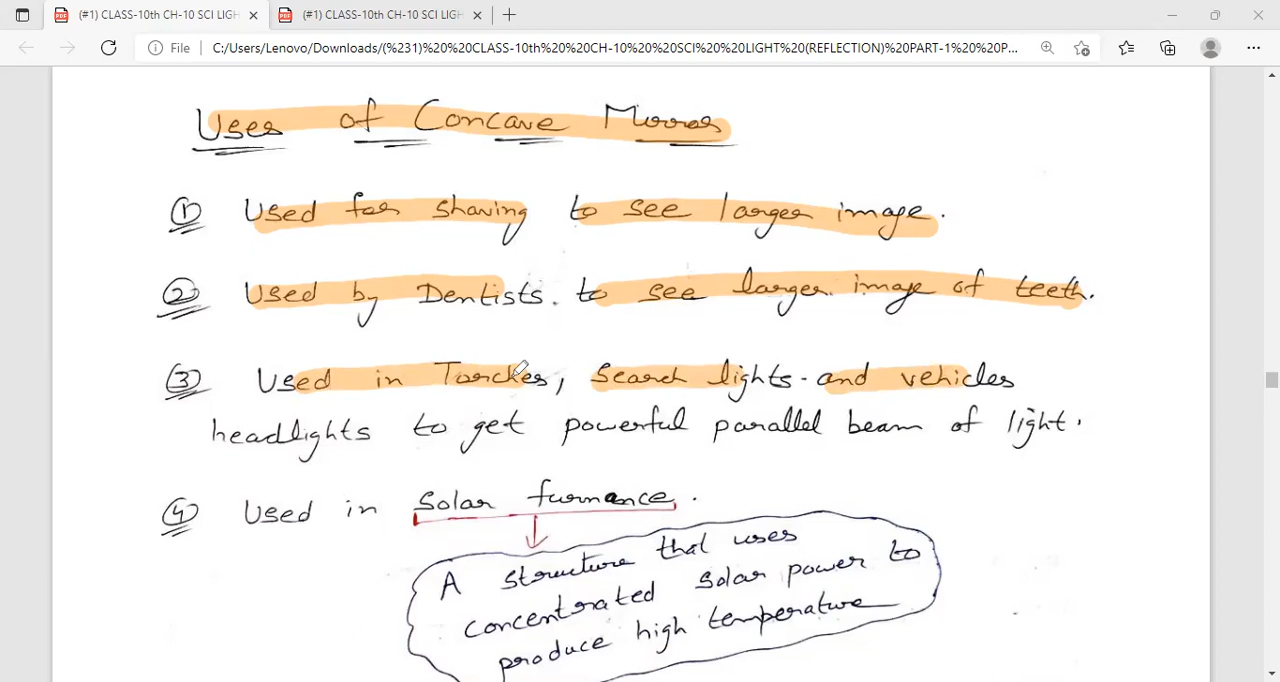 (#1) CLASS-10th CH-10 SCI LIGH
(#1) CLASS-10th CH-10 SCI LIGH
File
C:/Users/Lenovo/Downloads/(%231)%20%20CLASS-10th%20%20CH-10%20%20SCI%20%20LIGHT%20(REFLECTION)%20PART-1%20%20P...
Uses of Concave Mirror
1 Used for shaving to see larger image.
2 Used by Dentists. to see larger image of teeth.
3 Used in Torches, Search lights. and vehicles
headlights to get powerful parallel beam of light.
4 Used in Solar furnance.
A structure that uses
concentrated solar power to
produce high temperature